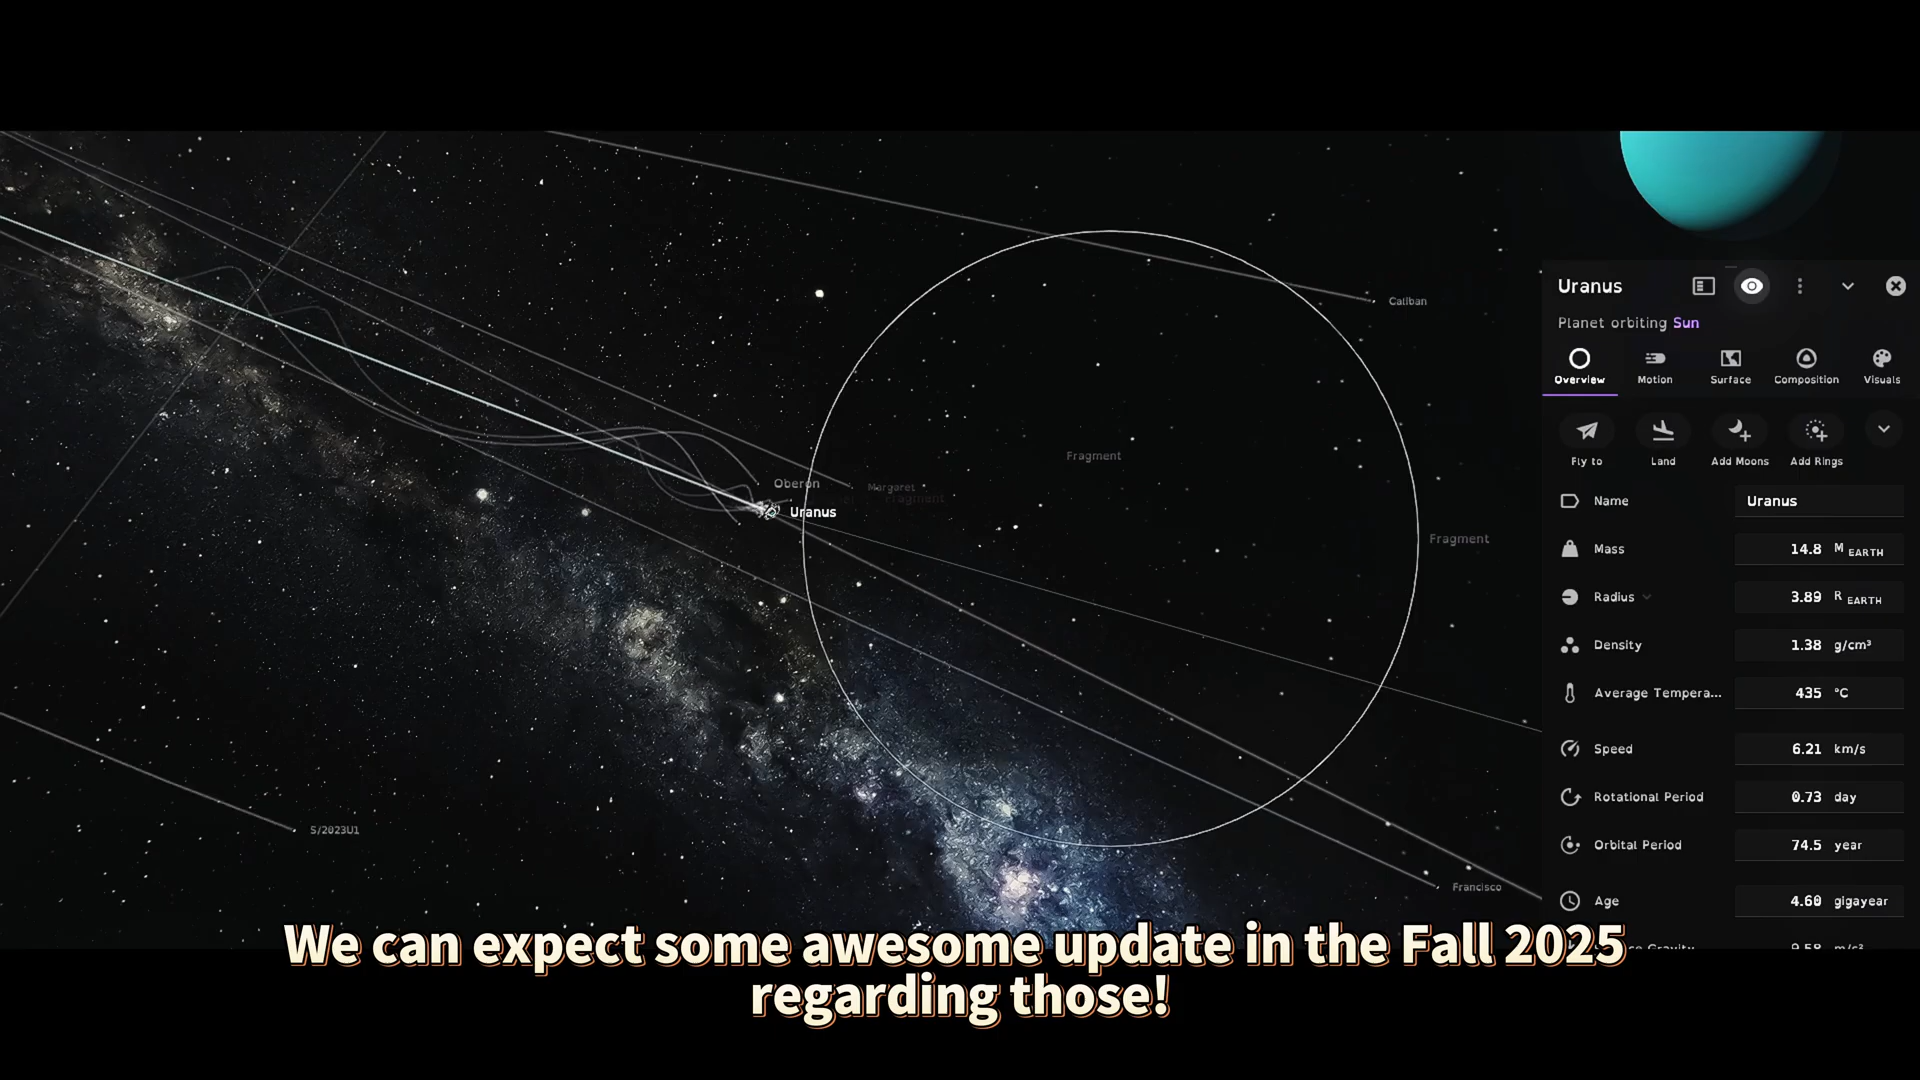 Caliban
Fragment
Oberon
Margaret
Fragment
Uranus
Fragment
S/2023U1
Francisco
Uranus
Planet orbiting Sun
Overview
Motion
Surface
Composition
Visuals
Fly to
Land
Add Moons
Add Rings
Name Uranus
Mass 14.8 M EARTH
Radius 3.89 R EARTH
Density 1.38 g/cm³
Average Tempera... 435 °C
Speed 6.21 km/s
Rotational Period 0.73 day
Orbital Period 74.5 year
Age 4.60 gigayear
We can expect some awesome update in the Fall 2025
regarding those!